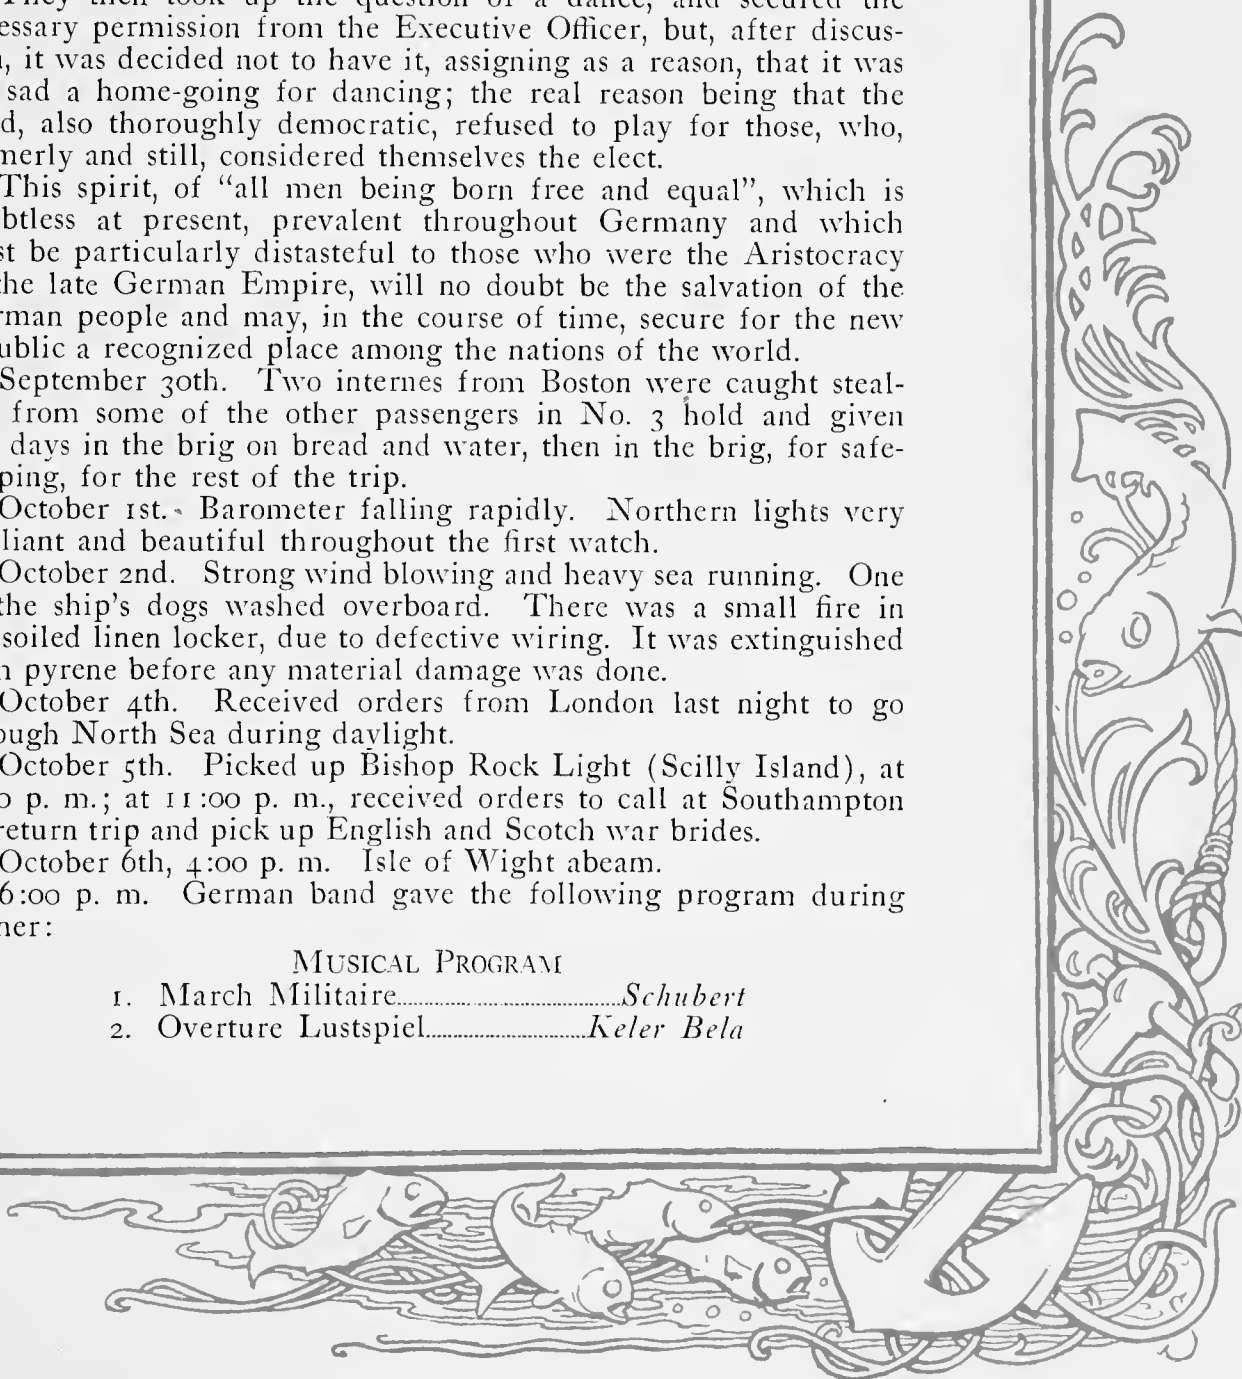 They then took up the question of a dance, and secured the
essary permission from the Executive Officer, but, after discus-
, it was decided not to have it, assigning as a reason, that it was
sad a home-going for dancing; the real reason being that the
d, also thoroughly democratic, refused to play for those, who,
merly and still, considered themselves the elect.
This spirit, of “all men being born free and equal”, which is
btless at present, prevalent throughout Germany and which
st be particularly distasteful to those who were the Aristocracy
the late German Empire, will no doubt be the salvation of the
rman people and may, in the course of time, secure for the new
ublic a recognized place among the nations of the world.
September 30th. Two internes from Boston were caught steal-
from some of the other passengers in No. 3 hold and given
days in the brig on bread and water, then in the brig, for safe-
ping, for the rest of the trip.
October 1st. Barometer falling rapidly. Northern lights very
liant and beautiful throughout the first watch.
October 2nd. Strong wind blowing and heavy sea running. One
the ship's dogs washed overboard. There was a small fire in
soiled linen locker, due to defective wiring. It was extinguished
h pyrene before any material damage was done.
October 4th. Received orders from London last night to go
ough North Sea during daylight.
October 5th. Picked up Bishop Rock Light (Scilly Island), at
o p. m.; at 11:00 p. m., received orders to call at Southampton
return trip and pick up English and Scotch war brides.
October 6th, 4:00 p. m. Isle of Wight abeam.
6:00 p. m. German band gave the following program during
ner:
MUSICAL PROGRAM
1. March Militaire Schubert
2. Overture Lustspiel Keler Bela